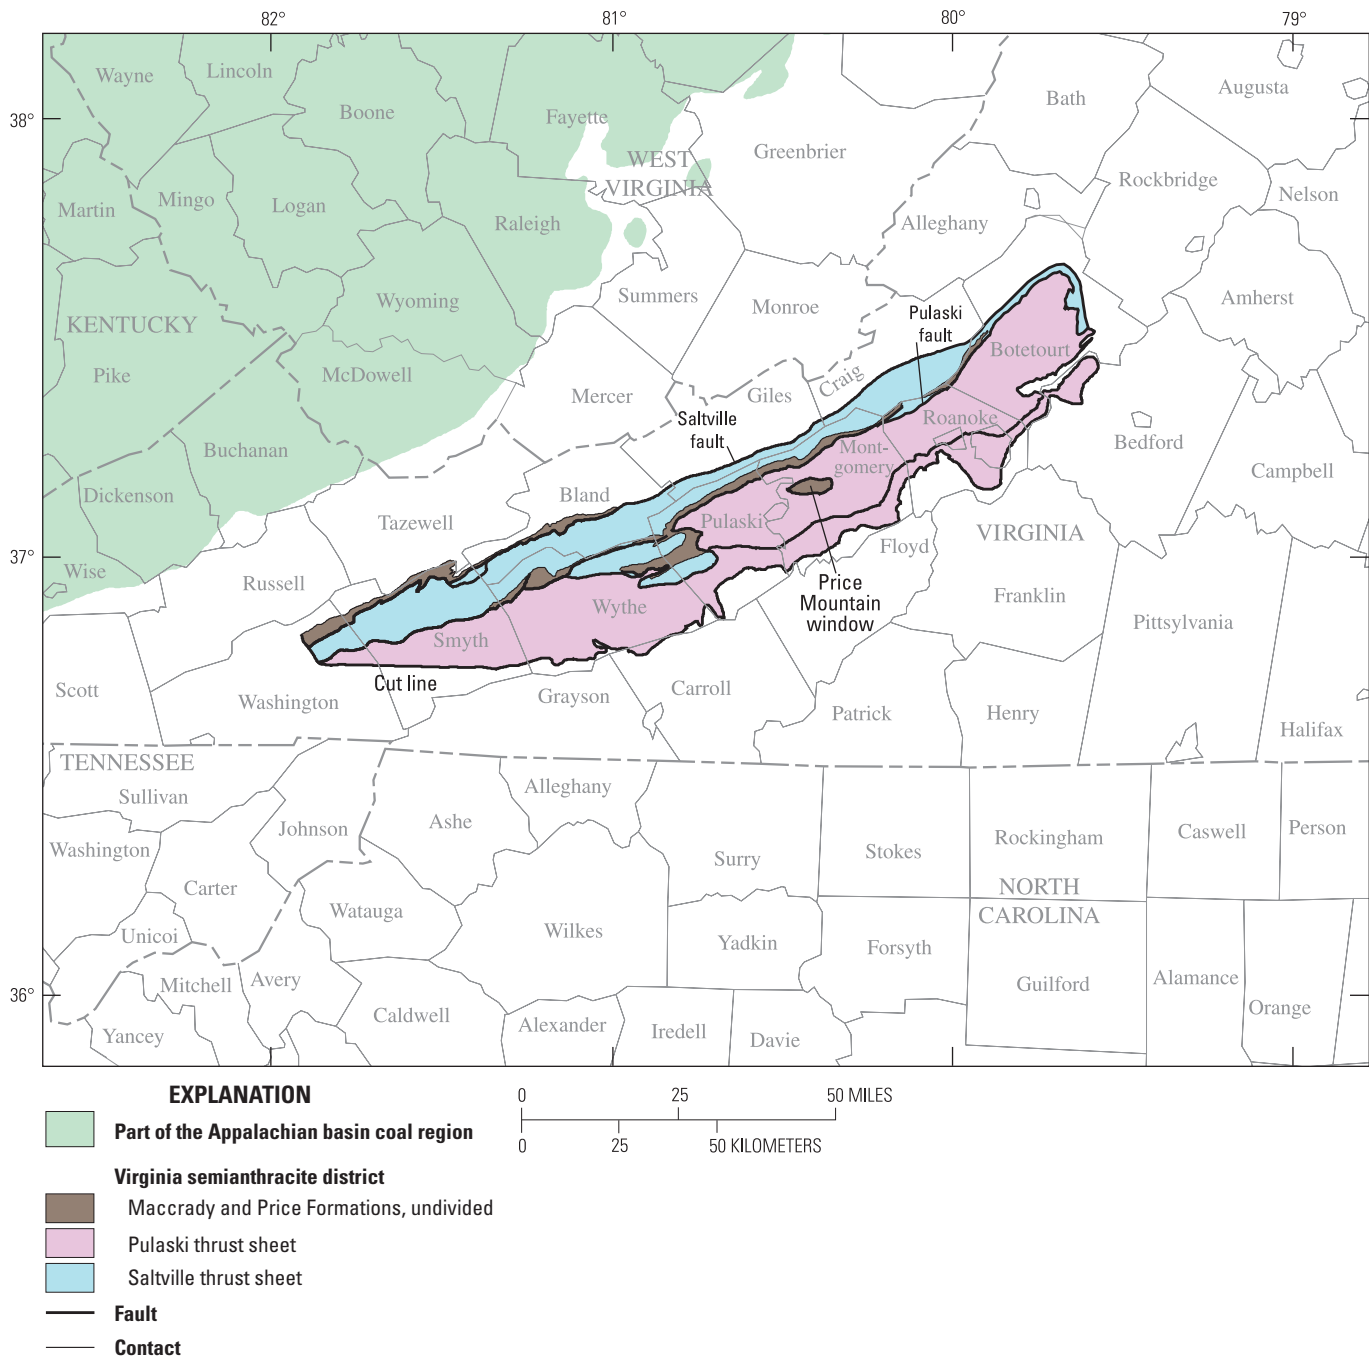 82°
81°
80°
79°
38°
37°
36°
Wayne
Lincoln
Boone
Fayette
Greenbrier
Bath
Augusta
WEST
VIRGINIA
Rockbridge
Nelson
Martin
Mingo
Logan
Raleigh
Alleghany
Summers
Monroe
Amherst
Wyoming
KENTUCKY
Pulaski
fault
Botetourt
Pike
McDowell
Mercer
Giles
Craig
Saltville
fault
Roanoke
Bedford
Mont-
gomery
Campbell
Buchanan
Dickenson
Bland
Tazewell
Pulaski
VIRGINIA
Floyd
Wise
Russell
Price
Mountain
window
Franklin
Wythe
Smyth
Pittsylvania
Scott
Cut line
Washington
Grayson
Carroll
Patrick
Henry
Halifax
TENNESSEE
Sullivan
Alleghany
Johnson
Ashe
Washington
Rockingham
Caswell
Person
Surry
Stokes
Carter
NORTH
CAROLINA
Watauga
Wilkes
Yadkin
Forsyth
Unicoi
Mitchell
Avery
Guilford
Alamance
Orange
Caldwell
Alexander
Iredell
Davie
Yancey
EXPLANATION
Part of the Appalachian basin coal region
Virginia semianthracite district
Maccrady and Price Formations, undivided
Pulaski thrust sheet
Saltville thrust sheet
Fault
Contact
0 25 50 MILES
0 25 50 KILOMETERS